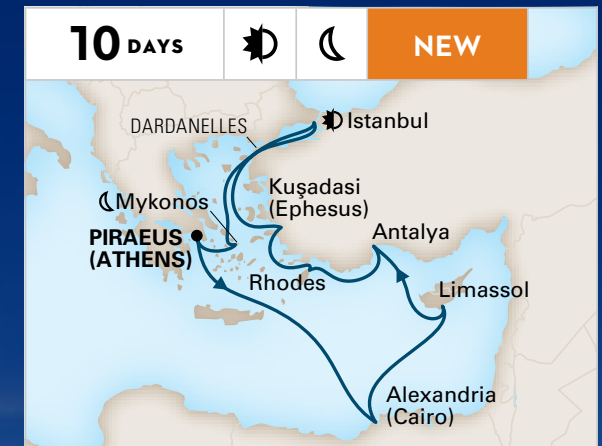 10 DAYS
NEW
DARDANELLES
Istanbul
Kuşadasi
(Ephesus)
Mykonos
PIRAEUS
(ATHENS)
Antalya
Rhodes
Limassol
Alexandria
(Cairo)